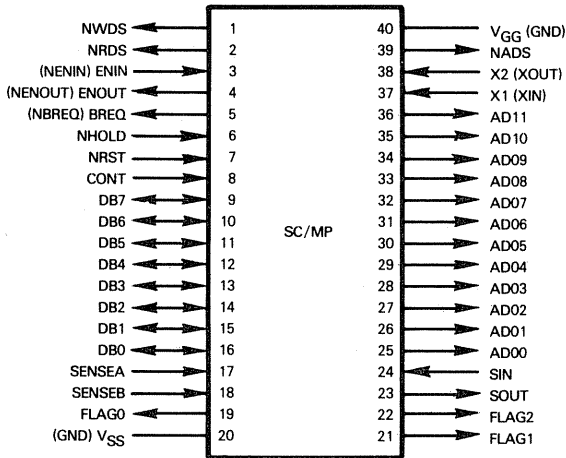 NWDS 1 40 VGG (GND)
NRDS 2 39 NADS
(NENIN) ENIN 3 38 X2 (XOUT)
(NENOUT) ENOUT 4 37 X1 (XIN)
(NBREQ) BREQ 5 36 AD11
NHOLD 6 35 AD10
NRST 7 34 AD09
CONT 8 33 AD08
DB7 9 32 AD07
DB6 10 31 AD06
SC/MP
DB5 11 30 AD05
DB4 12 29 AD04
DB3 13 28 AD03
DB2 14 27 AD02
DB1 15 26 AD01
DB0 16 25 AD00
SENSEA 17 24 SIN
SENSEB 18 23 SOUT
FLAG0 19 22 FLAG2
(GND) VSS 20 21 FLAG1